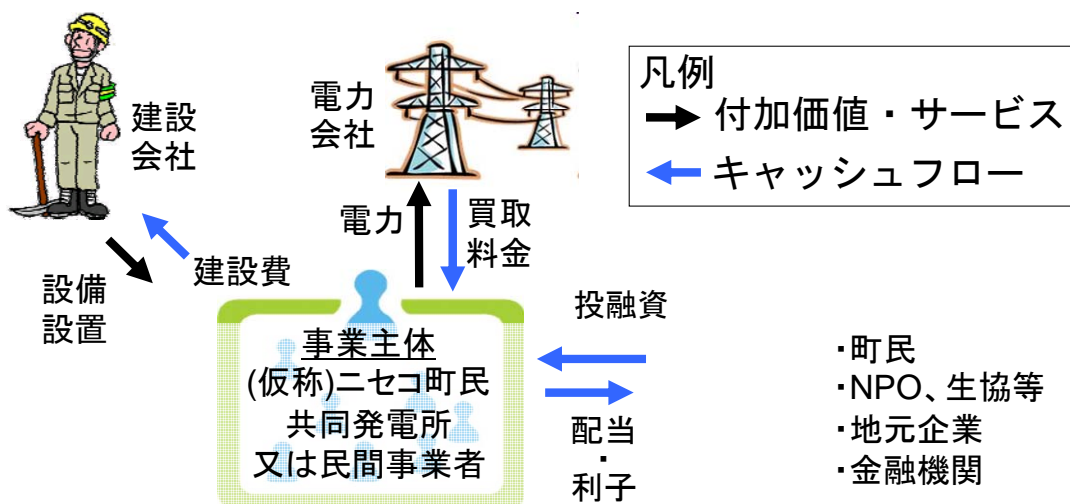 建設
会社
電力
会社
凡例
付加価値・サービス
キャッシュフロー
電力
買取
料金
設備
設置
建設費
投融資
事業主体
(仮称)ニセコ町民
共同発電所
又は民間事業者
配当
・
利子
・町民
・NPO、生協等
・地元企業
・金融機関